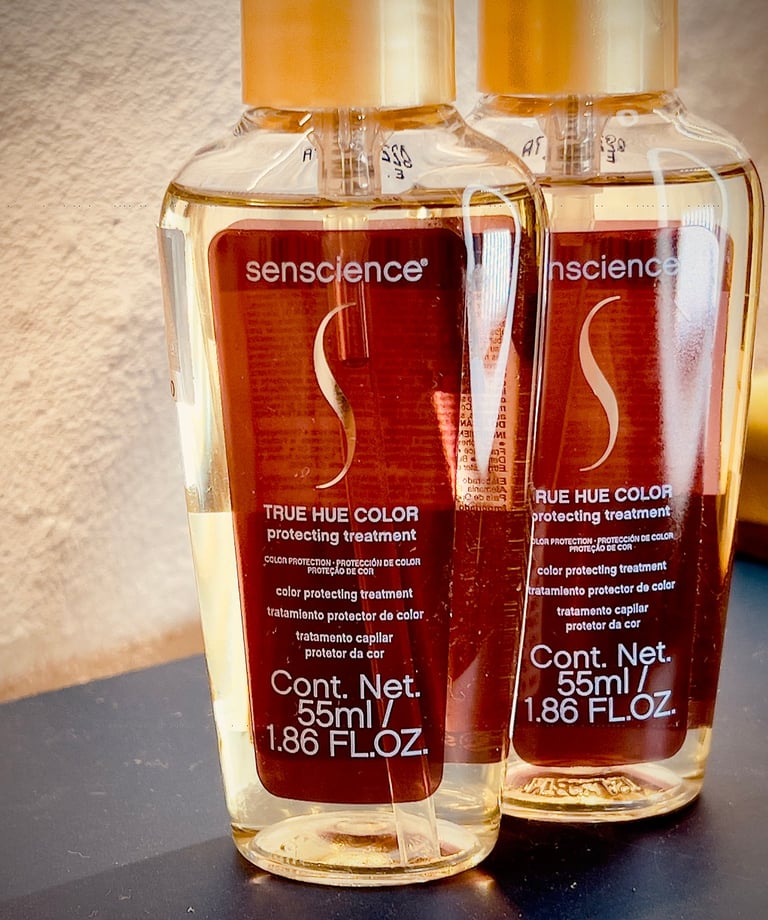 senscience®
TRUE HUE COLOR
protecting treatment
COLOR PROTECTION · PROTECCIÓN DE COLOR
PROTEÇÃO DE COR
color protecting treatment
tratamiento protector de color
tratamento capilar
protetor da cor
Cont. Net.
55ml /
1.86 FL.OZ.
nscience
RUE HUE COLOR
protecting treatment
COLOR PROTECTION · PROTECCIÓN DE COLOR
PROTEÇÃO DE COR
color protecting treatment
tratamiento protector de color
tratamento capilar
protetor da cor
Cont. Net.
55ml /
1.86 FL.OZ.